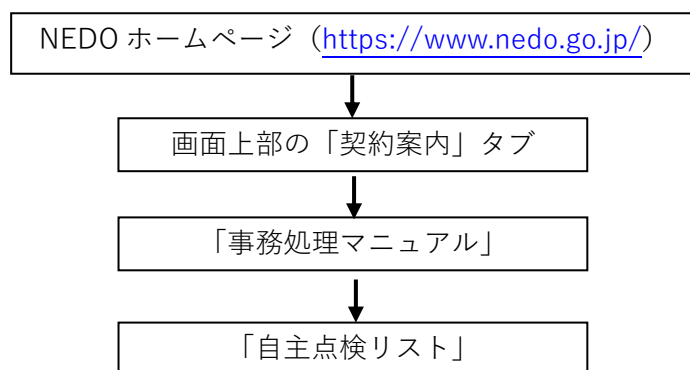 NEDO ホームページ（https://www.nedo.go.jp/）
画面上部の「契約案内」タブ
「事務処理マニュアル」
「自主点検リスト」